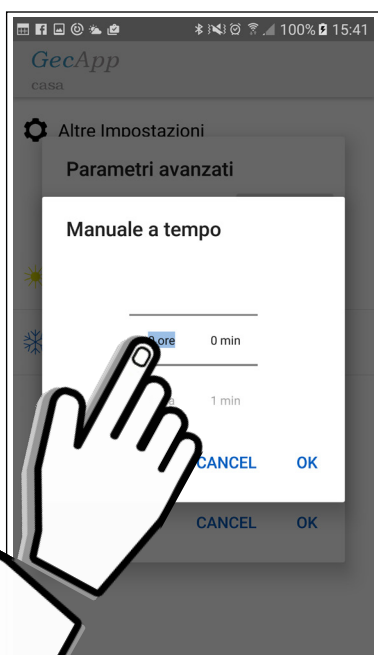 100% 15:41
GecApp
casa
Altre Impostazioni
Parametri avanzati
Manuale a tempo
ore 0 min
1 min
CANCEL OK
CANCEL OK